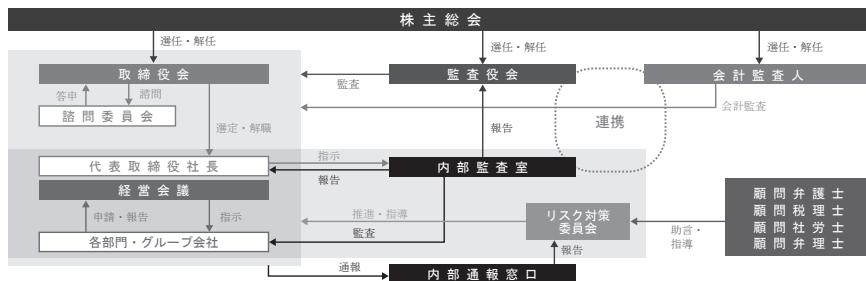 株主総会
選任・解任
選任・解任
選任・解任
取締役会
監査役会
会計監査人
監査
答申
諮問
会計監査
諮問委員会
選定・解職
報告
連携
代表取締役社長
指示
報告
内部監査室
経営会議
申請・報告
指示
推進・指導
監査
リスク対策
委員会
助言・
指導
顧問弁護士
顧問税理士
顧問社労士
顧問弁理士
各部門・グループ会社
報告
通報
内部通報窓口